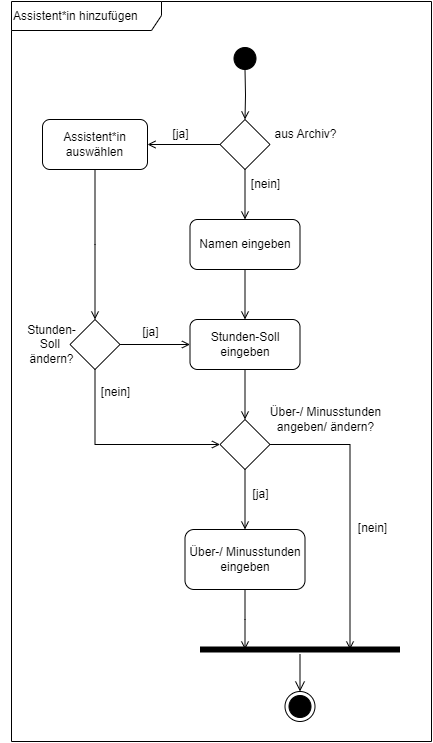 Assistent*in hinzufügen
aus Archiv?
[ja]
Assistent*in
auswählen
[nein]
Namen eingeben
Stunden-
Soll
ändern?
[ja]
Stunden-Soll
eingeben
[nein]
Über-/ Minusstunden
angeben/ ändern?
[ja]
[nein]
Über-/ Minusstunden
eingeben